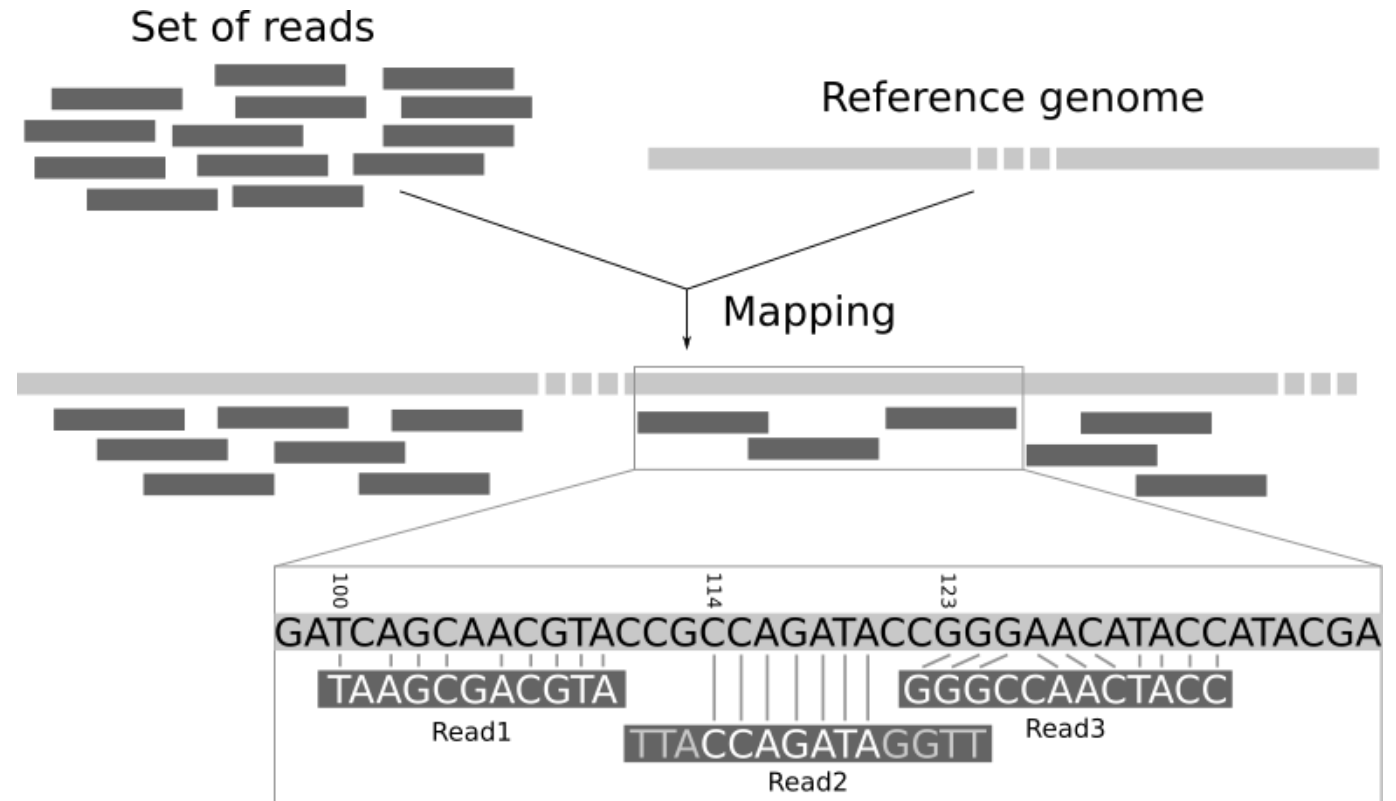 Set of reads
Reference genome
Mapping
100
114
123
GATCAGCAACGTACCGCCAGATACCGGGAACATACCATACGA
TAAGCGACGTA
GGGCCAACTACC
Read1
Read3
TTACCAGATAGGTT
Read2